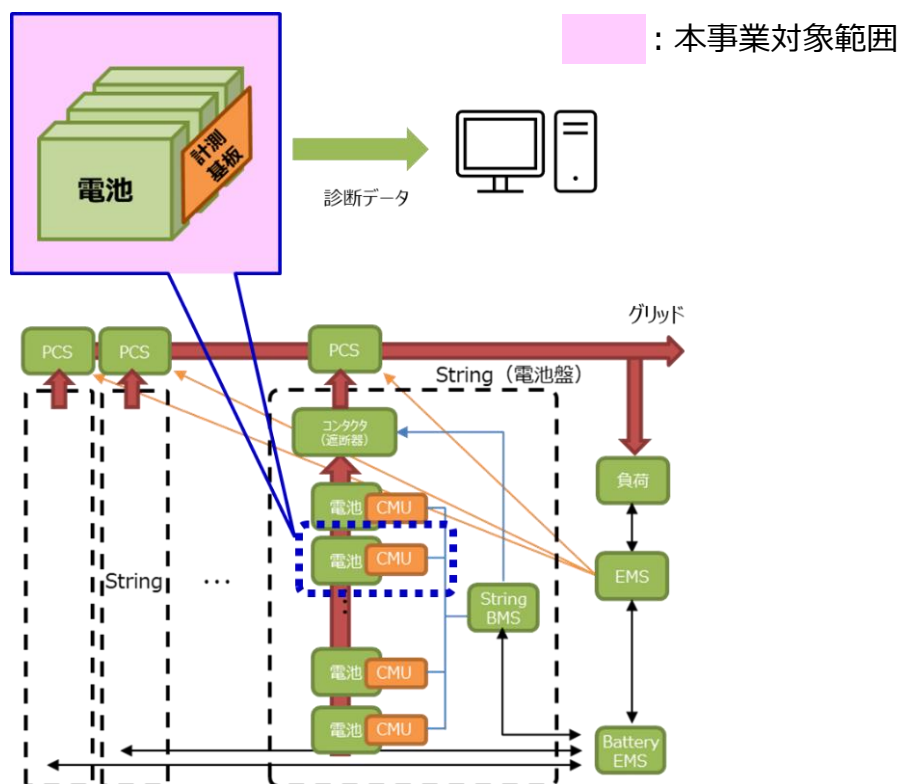 ：本事業対象範囲
計測
基板
電池
診断データ
グリッド
PCS
PCS
PCS
String（電池盤）
コンタクタ
（遮断器）
負荷
電池
CMU
電池
CMU
EMS
String
・・・
String
BMS
電池
CMU
電池
CMU
Battery
EMS